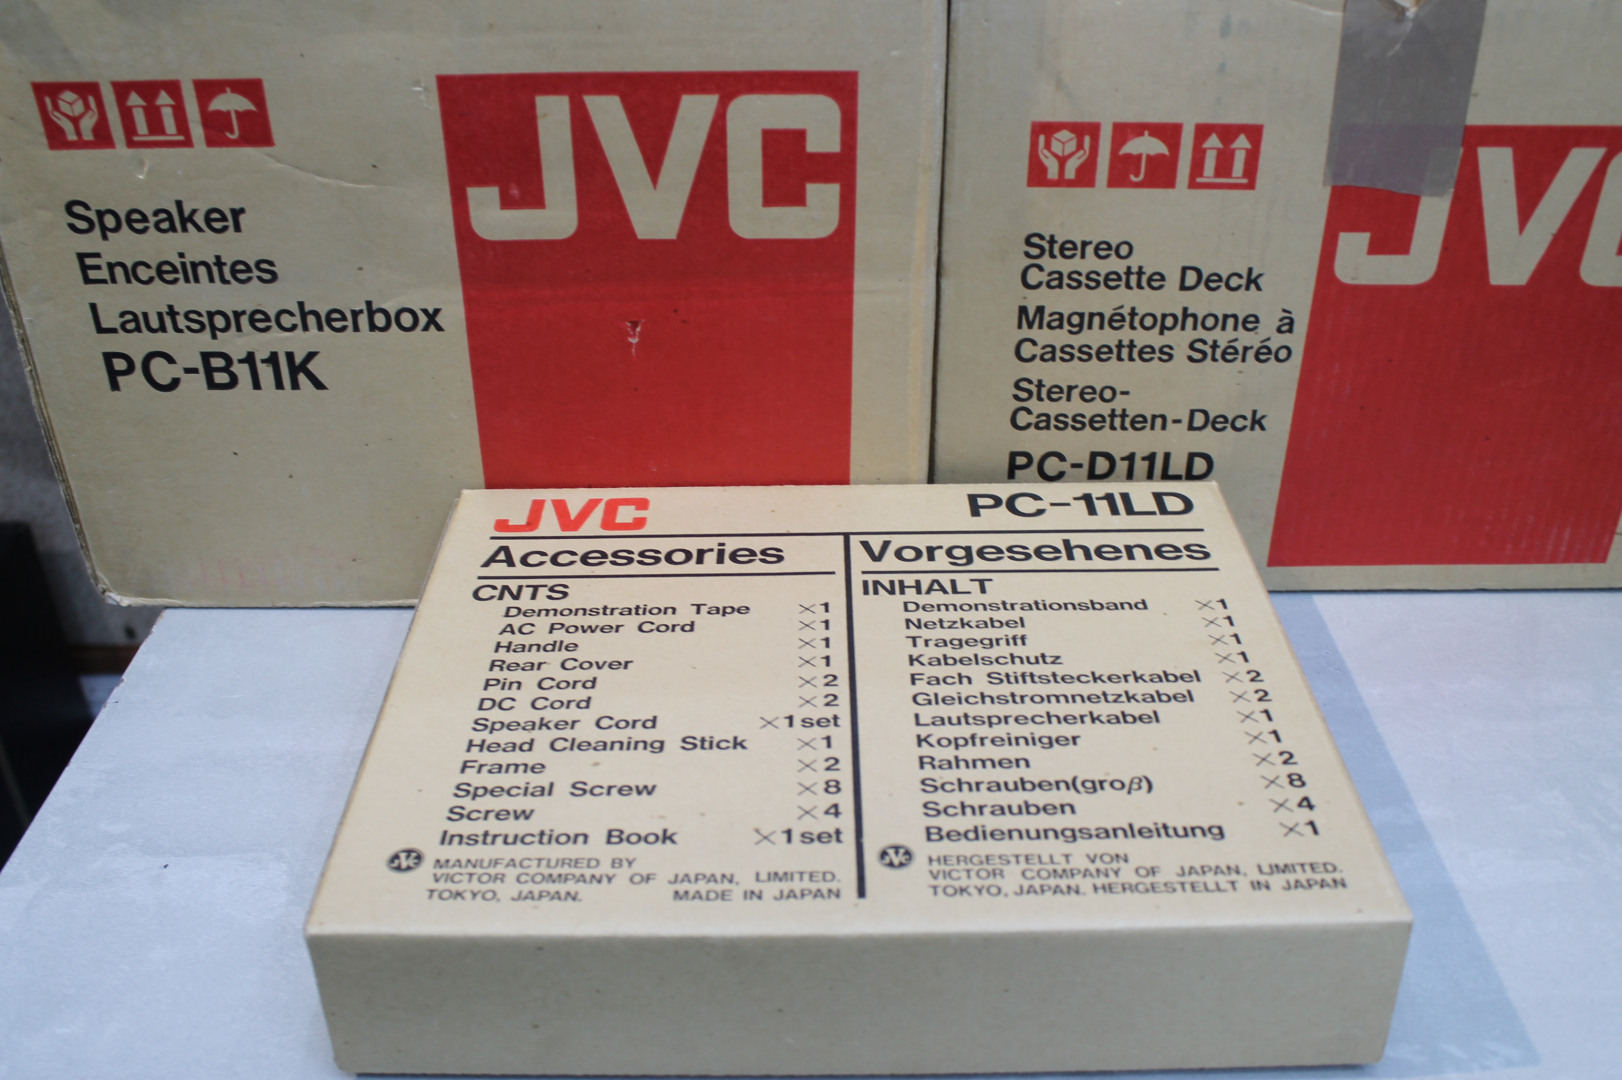 JVC
Speaker
Enceintes
Lautsprecherbox
PC-B11K
JVC
Stereo
Cassette Deck
Magnétophone à
Cassettes Stéréo
Stereo-
Cassetten-Deck
PC-D11LD
JVC PC-11LD
Accessories
CNTS
Demonstration Tape ×1
AC Power Cord ×1
Handle ×1
Rear Cover ×1
Pin Cord ×2
DC Cord ×2
Speaker Cord ×1set
Head Cleaning Stick ×1
Frame ×2
Special Screw ×8
Screw ×4
Instruction Book ×1set
JVC MANUFACTURED BY
VICTOR COMPANY OF JAPAN, LIMITED.
TOKYO, JAPAN. MADE IN JAPAN
Vorgesehenes
INHALT
Demonstrationsband ×1
Netzkabel ×1
Tragegriff ×1
Kabelschutz ×1
Fach Stiftsteckerkabel ×2
Gleichstromnetzkabel ×2
Lautsprecherkabel ×1
Kopfreiniger ×1
Rahmen ×2
Schrauben(groß) ×8
Schrauben ×4
Bedienungsanleitung ×1
JVC HERGESTELLT VON
VICTOR COMPANY OF JAPAN, LIMITED.
TOKYO, JAPAN. HERGESTELLT IN JAPAN